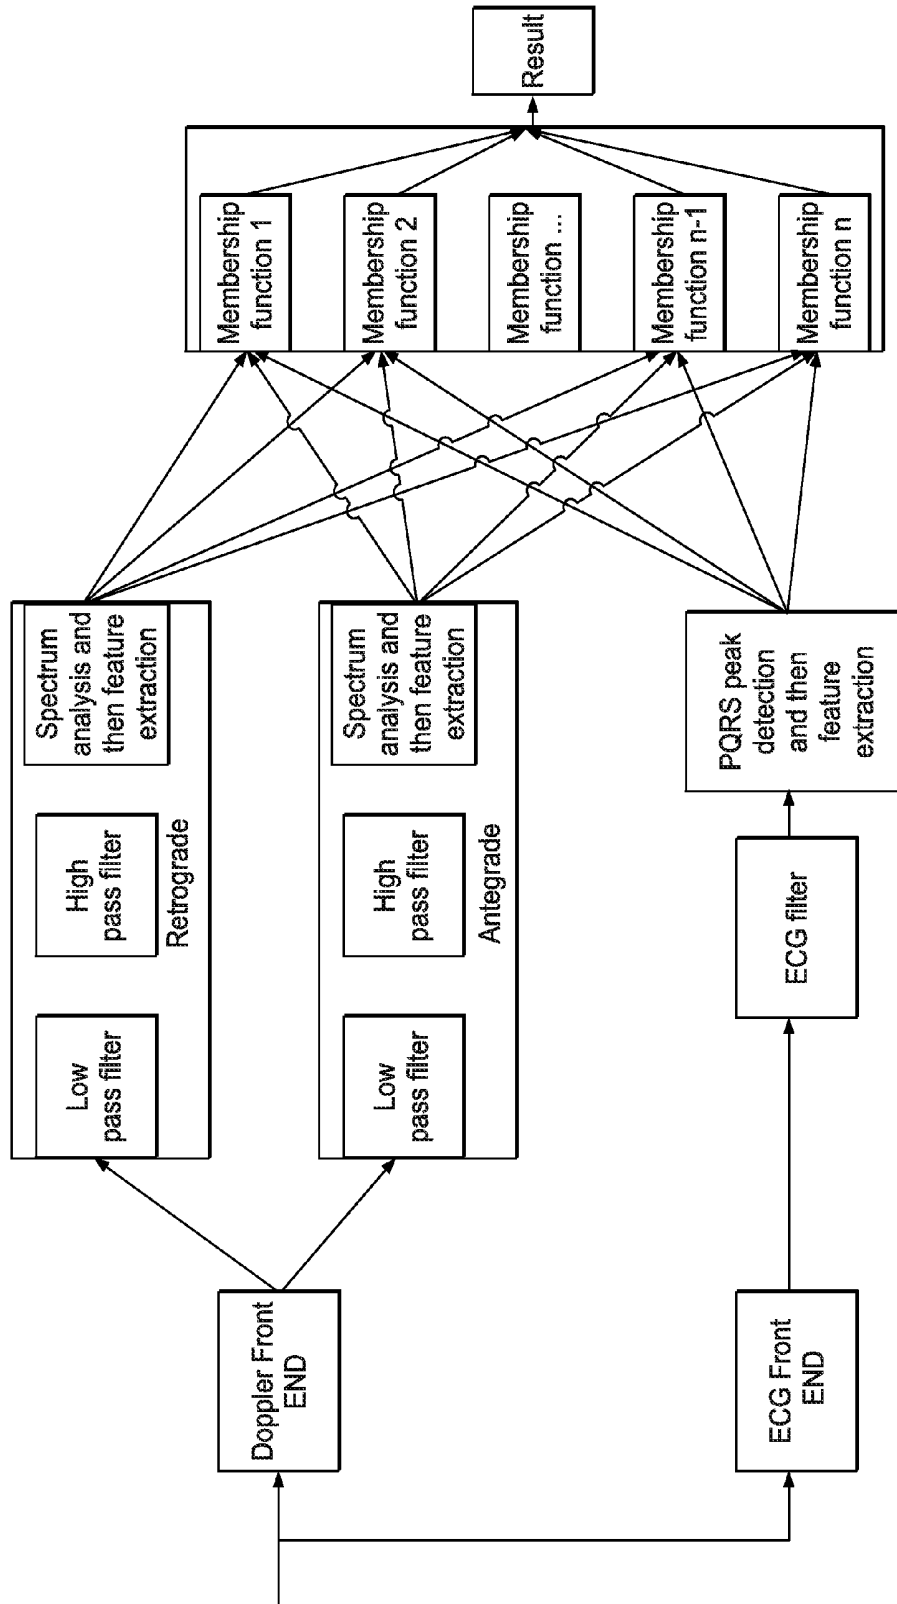 Doppler Front
END
ECG Front
END
Low
pass filter
High
pass filter
Spectrum
analysis and
then feature
extraction
Retrograde
Low
pass filter
High
pass filter
Spectrum
analysis and
then feature
extraction
Antegrade
ECG filter
PQRS peak
detection
and then
feature
extraction
Membership
function 1
Membership
function 2
Membership
function ...
Membership
function n-1
Membership
function n
Result